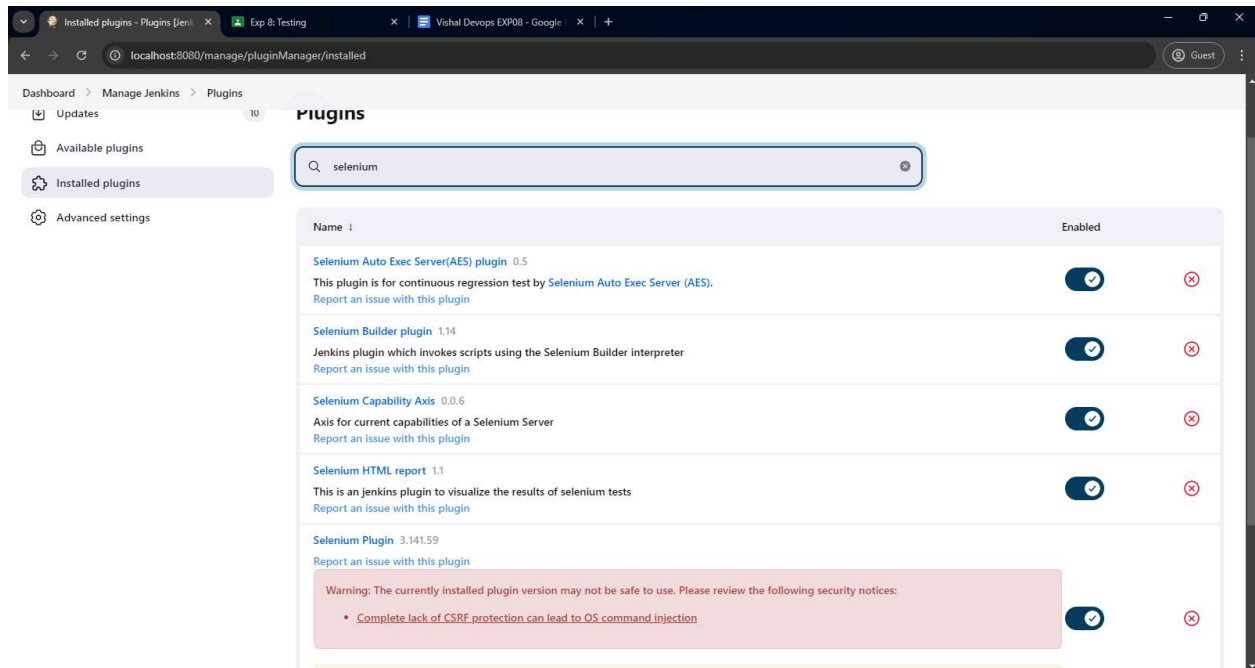 Installed plugins - Plugins [Jenk
Exp 8: Testing
Vishal Devops EXP08 - Google
localhost:8080/manage/pluginManager/installed
Guest
Dashboard > Manage Jenkins > Plugins
Updates 10
Plugins
Available plugins
selenium
Installed plugins
Advanced settings
Name ↓ Enabled
Selenium Auto Exec Server(AES) plugin 0.5
This plugin is for continuous regression test by Selenium Auto Exec Server (AES).
Report an issue with this plugin
Selenium Builder plugin 1.14
Jenkins plugin which invokes scripts using the Selenium Builder interpreter
Report an issue with this plugin
Selenium Capability Axis 0.0.6
Axis for current capabilities of a Selenium Server
Report an issue with this plugin
Selenium HTML report 1.1
This is an jenkins plugin to visualize the results of selenium tests
Report an issue with this plugin
Selenium Plugin 3.141.59
Report an issue with this plugin
Warning: The currently installed plugin version may not be safe to use. Please review the following security notices:
• Complete lack of CSRF protection can lead to OS command injection